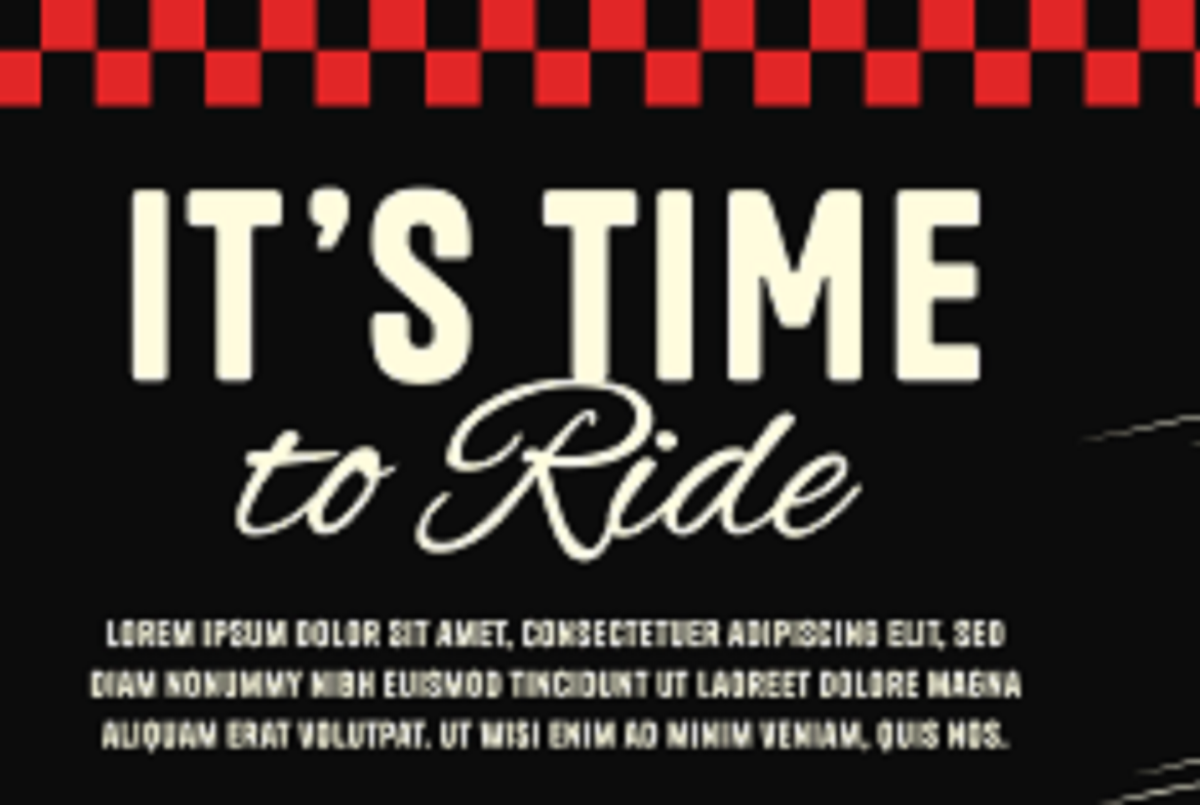 IT'S TIME
to Ride
LOREM IPSUM DOLOR SIT AMET, CONSECTETUER ADIPISCING ELIT, SED
DIAM NONUMMY NIBH EUISMOD TINCIDUNT UT LAOREET DOLORE MAGNA
ALIQUAM ERAT VOLUTPAT. UT WISI ENIM AD MINIM VENIAM, QUIS NOS.